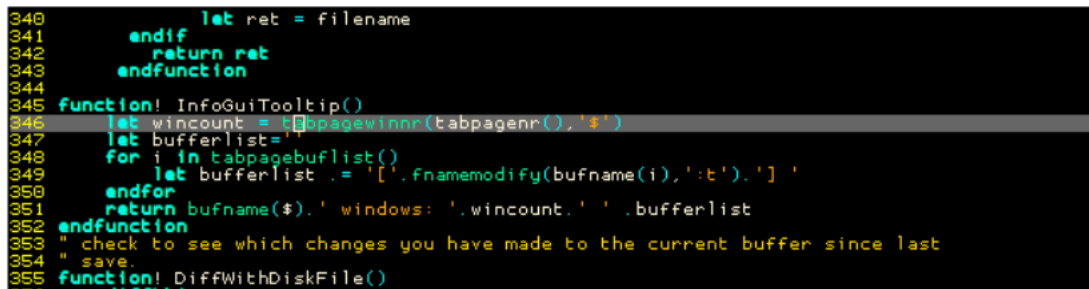 340                 let ret = filename
341           endif
342             return ret
343          endfunction
344
345 function! InfoGuiTooltip()
346     let wincount = tabpagewinnr(tabpagenr(),'$')
347     let bufferlist=''
348     for i in tabpagebuflist()
349         let bufferlist .= '['.fnamemodify(bufname(i),':t').'] '
350     endfor
351     return bufname($).' windows: '.wincount.' ' .bufferlist
352 endfunction
353 " check to see which changes you have made to the current buffer since last
354 " save.
355 function! DiffWithDiskFile()